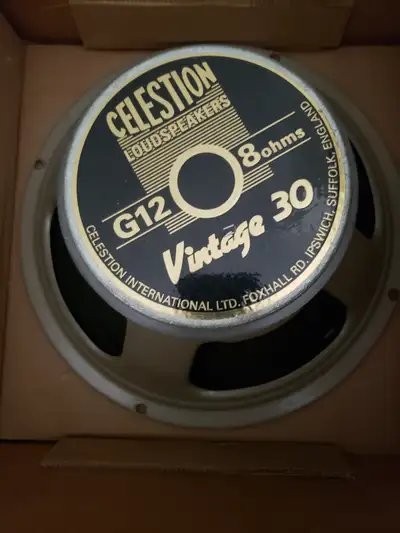 CELESTION
LOUDSPEAKERS
G12
8ohms
Vintage 30
CELESTION INTERNATIONAL LTD. FOXHALL RD. IPSWICH, SUFFOLK, ENGLAND